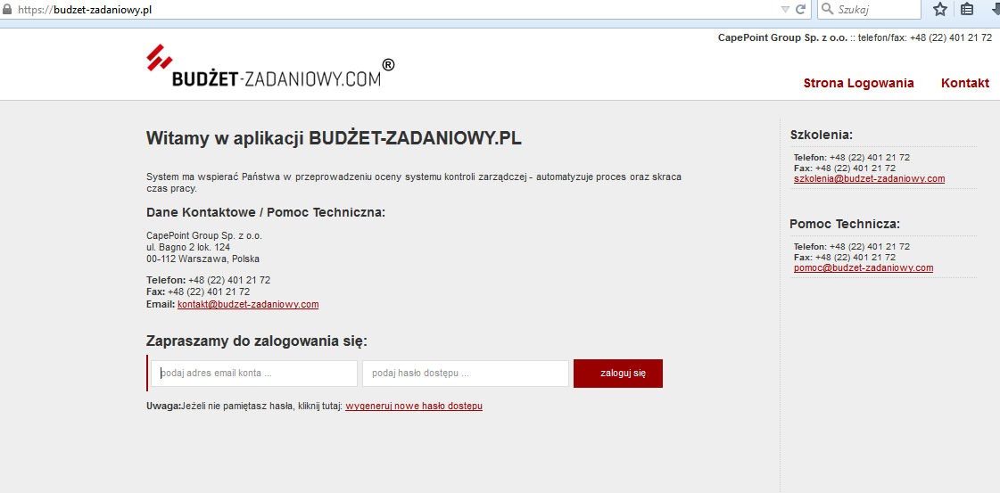 https://budzet-zadaniowy.pl
Szukaj
CapePoint Group Sp. z o.o. :: telefon/fax: +48 (22) 401 21 72
BUDŻET-ZADANIOWY.COM®
Strona Logowania
Kontakt
Witamy w aplikacji BUDŻET-ZADANIOWY.PL
System ma wspierać Państwa w przeprowadzeniu oceny systemu kontroli zarządczej - automatyzuje proces oraz skraca
czas pracy.
Dane Kontaktowe / Pomoc Techniczna:
CapePoint Group Sp. z o.o.
ul. Bagno 2 lok. 124
00-112 Warszawa, Polska
Telefon: +48 (22) 401 21 72
Fax: +48 (22) 401 21 72
Email: kontakt@budzet-zadaniowy.com
Zapraszamy do zalogowania się:
podaj adres email konta ...
podaj hasło dostępu ...
zaloguj się
Uwaga:Jeżeli nie pamiętasz hasła, kliknij tutaj: wygeneruj nowe hasło dostępu
Szkolenia:
Telefon: +48 (22) 401 21 72
Fax: +48 (22) 401 21 72
szkolenia@budzet-zadaniowy.com
Pomoc Technicza:
Telefon: +48 (22) 401 21 72
Fax: +48 (22) 401 21 72
pomoc@budzet-zadaniowy.com